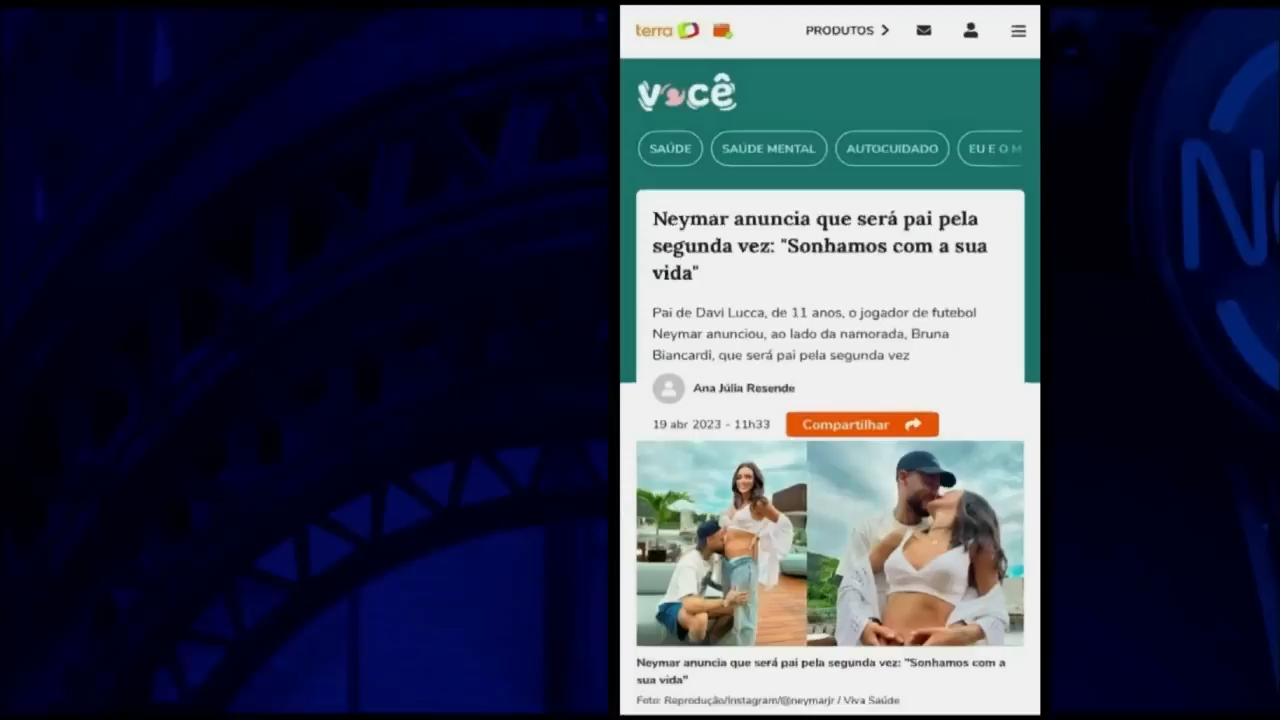 terra
PRODUTOS
você
SAÚDE
SAÚDE MENTAL
AUTOCUIDADO
EU E O M
Neymar anuncia que será pai pela
segunda vez: "Sonhamos com a sua
vida"
Pai de Davi Lucca, de 11 anos, o jogador de futebol
Neymar anunciou, ao lado da namorada, Bruna
Biancardi, que será pai pela segunda vez
Ana Júlia Resende
19 abr 2023 - 11h33
Compartilhar
Neymar anuncia que será pai pela segunda vez: "Sonhamos com a
sua vida"
Foto: Reprodução/Instagram/@neymarjr / Viva Saúde